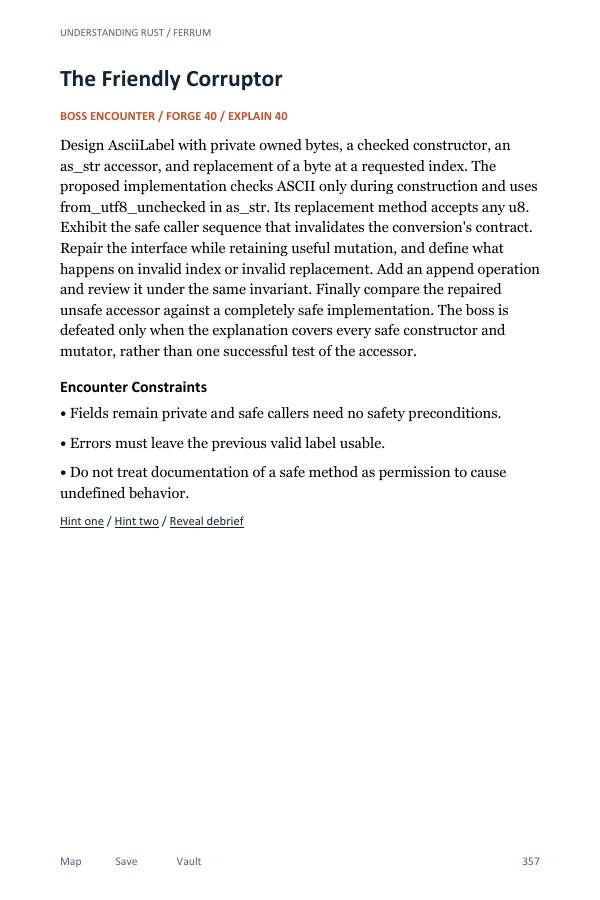 UNDERSTANDING RUST / FERRUM
The Friendly Corruptor
BOSS ENCOUNTER / FORGE 40 / EXPLAIN 40
Design AsciiLabel with private owned bytes, a checked constructor, an
as_str accessor, and replacement of a byte at a requested index. The
proposed implementation checks ASCII only during construction and uses
from_utf8_unchecked in as_str. Its replacement method accepts any u8.
Exhibit the safe caller sequence that invalidates the conversion's contract.
Repair the interface while retaining useful mutation, and define what
happens on invalid index or invalid replacement. Add an append operation
and review it under the same invariant. Finally compare the repaired
unsafe accessor against a completely safe implementation. The boss is
defeated only when the explanation covers every safe constructor and
mutator, rather than one successful test of the accessor.
Encounter Constraints
• Fields remain private and safe callers need no safety preconditions.
• Errors must leave the previous valid label usable.
• Do not treat documentation of a safe method as permission to cause
undefined behavior.
Hint one / Hint two / Reveal debrief
Map Save Vault 357